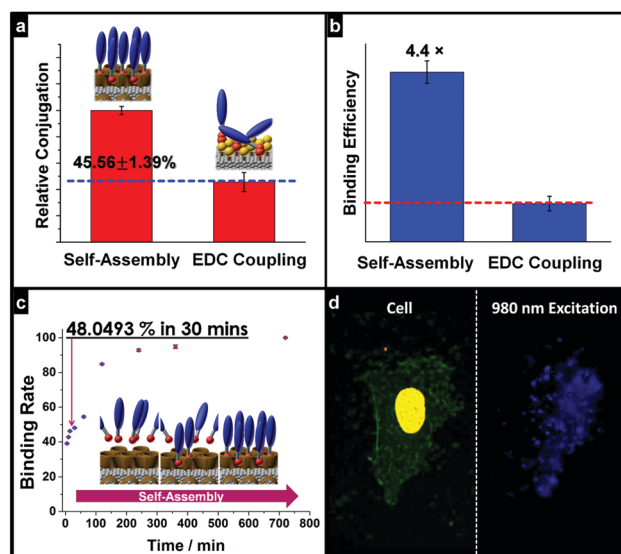 a
Relative Conjugation
45.56±1.39%
Self-Assembly EDC Coupling
b
Binding Efficiency
4.4 ×
Self-Assembly EDC Coupling
c
Binding Rate
100
80
60
40
20
0
48.0493 % in 30 mins
Self-Assembly
0 100 200 300 400 500 600 700 800
Time / min
d
Cell
980 nm Excitation